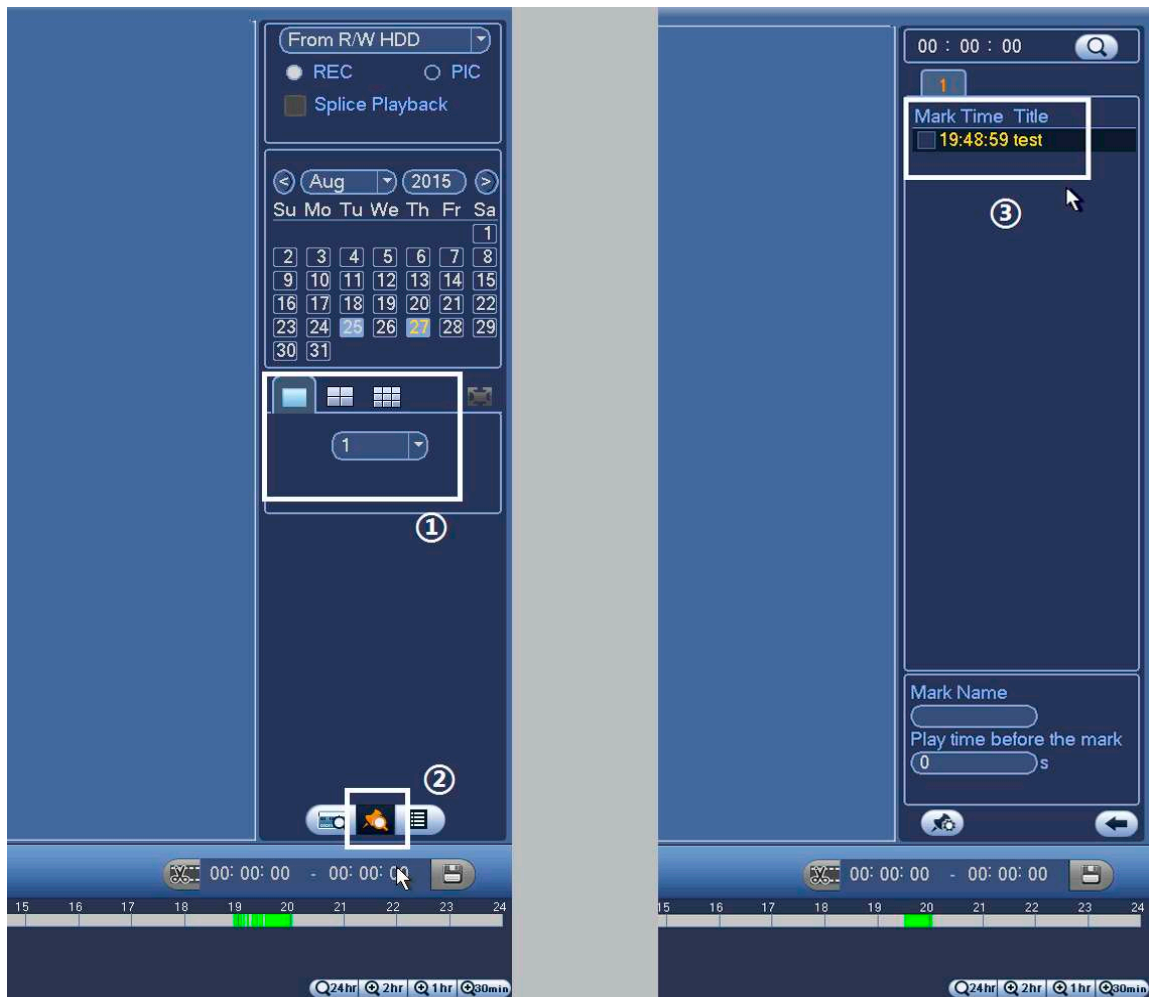 From R/W HDD
REC PIC
Splice Playback
< Aug 2015 >
Su Mo Tu We Th Fr Sa
1
2 3 4 5 6 7 8
9 10 11 12 13 14 15
16 17 18 19 20 21 22
23 24 25 26 27 28 29
30 31
1
①
②
00: 00: 00 - 00: 00: 00
15 16 17 18 19 20 21 22 23 24
24hr 2hr 1hr 30min
00 : 00 : 00
1
Mark Time Title
19:48:59 test
③
Mark Name
Play time before the mark
0 s
00: 00: 00 - 00: 00: 00
15 16 17 18 19 20 21 22 23 24
24hr 2hr 1hr 30min